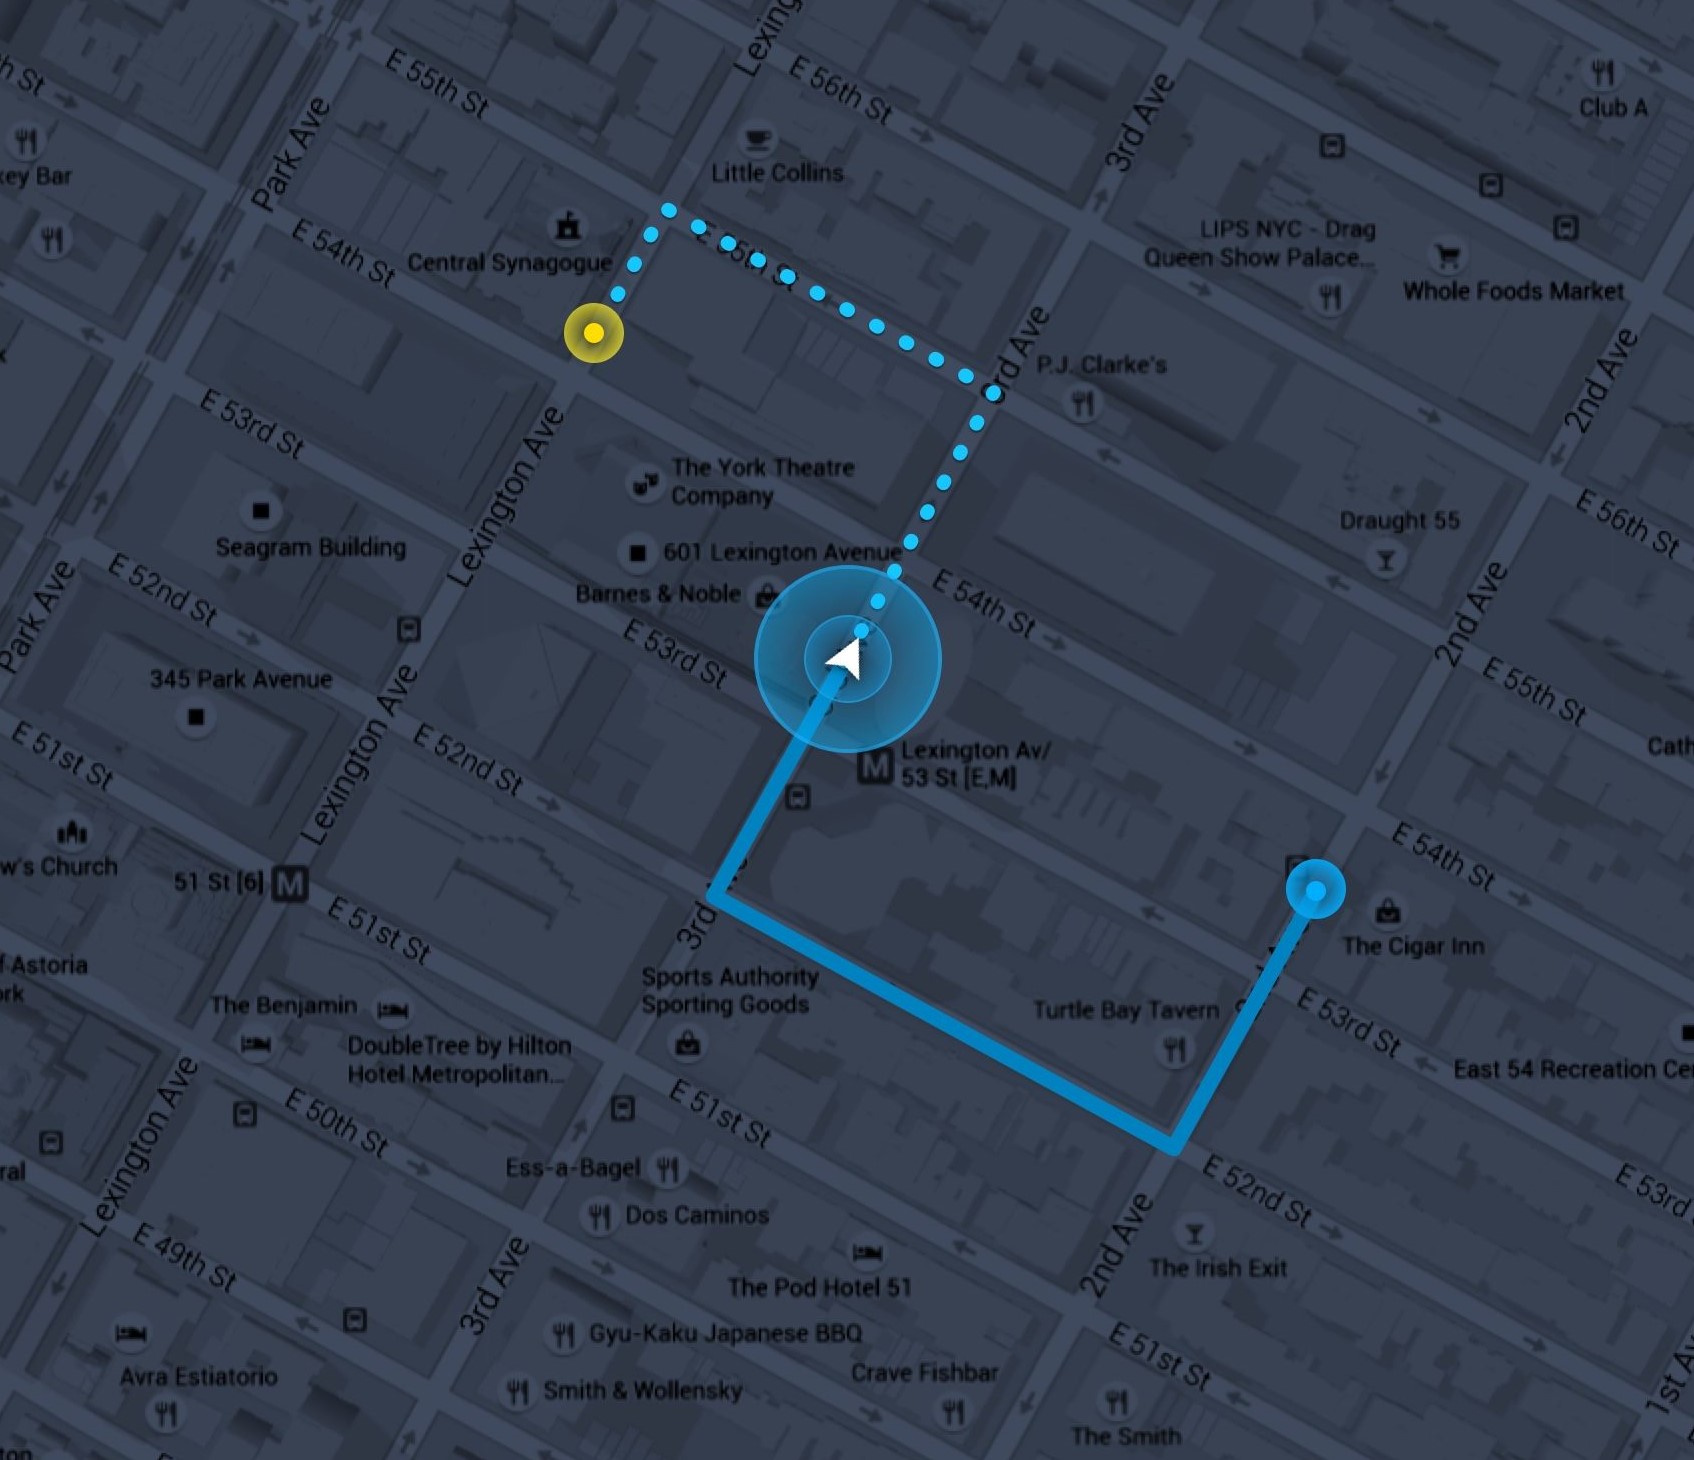 E 55th St
Lexing
E 56th St
3rd Ave
Club A
Park Ave
Little Collins
key Bar
E 54th St
Central Synagogue
E 55th St
LIPS NYC - Drag
Queen Show Palace...
Whole Foods Market
3rd Ave
P.J. Clarke's
2nd Ave
E 53rd St
Lexington Ave
The York Theatre
Company
Seagram Building
601 Lexington Avenue
Barnes & Noble
Draught 55
E 56th St
E 52nd St
Park Ave
E 54th St
2nd Ave
E 53rd St
E 55th St
345 Park Avenue
Lexington Ave
E 51st St
E 52nd St
Lexington Av/
53 St [E,M]
M
Cath
w's Church
51 St [6]
M
E 54th St
E 51st St
3rd
The Cigar Inn
f Astoria
ork
Sports Authority
Sporting Goods
The Benjamin
Turtle Bay Tavern
E 53rd St
DoubleTree by Hilton
Hotel Metropolitan...
East 54 Recreation Ce
Lexington Ave
E 50th St
E 51st St
ral
Ess-a-Bagel
Dos Caminos
E 52nd St
E 53rd
2nd Ave
E 49th St
3rd Ave
The Irish Exit
The Pod Hotel 51
Gyu-Kaku Japanese BBQ
E 51st St
Avra Estiatorio
Smith & Wollensky
Crave Fishbar
1st Av
The Smith
ton